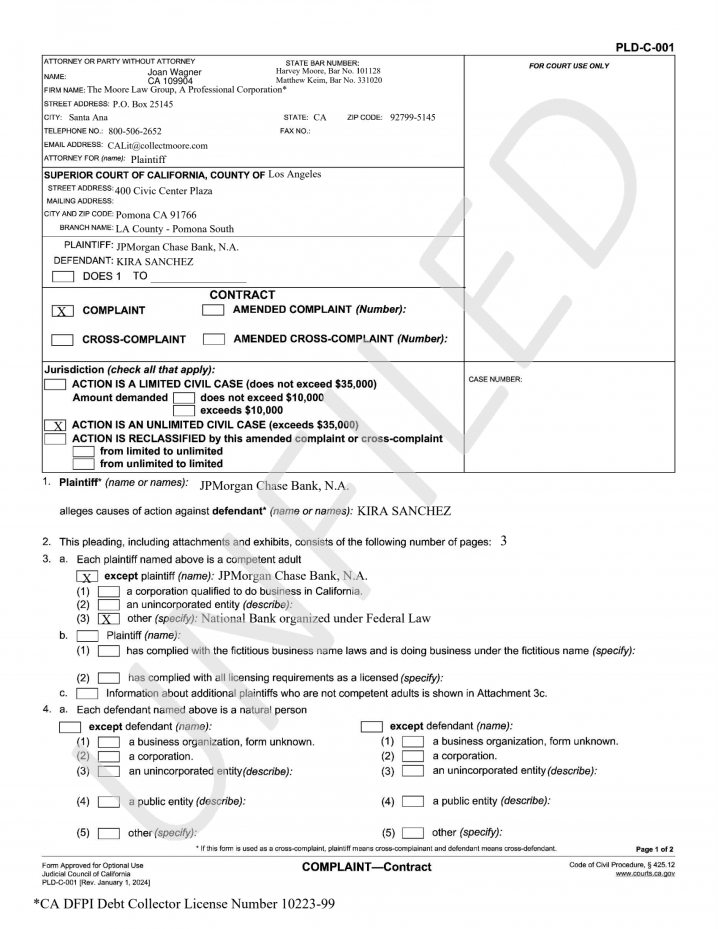 PLD-C-001
ATTORNEY OR PARTY WITHOUT ATTORNEY
STATE BAR NUMBER:
FOR COURT USE ONLY
NAME: Joan Wagner
CA 109904
Harvey Moore, Bar No. 101128
Matthew Keim, Bar No. 331020
FIRM NAME: The Moore Law Group, A Professional Corporation*
STREET ADDRESS: P.O. Box 25145
CITY: Santa Ana STATE: CA ZIP CODE: 92799-5145
TELEPHONE NO.: 800-506-2652 FAX NO.:
EMAIL ADDRESS: CALit@collectmoore.com
ATTORNEY FOR (name): Plaintiff
SUPERIOR COURT OF CALIFORNIA, COUNTY OF Los Angeles
STREET ADDRESS: 400 Civic Center Plaza
MAILING ADDRESS:
CITY AND ZIP CODE: Pomona CA 91766
BRANCH NAME: LA County - Pomona South
PLAINTIFF: JPMorgan Chase Bank, N.A.
DEFENDANT: KIRA SANCHEZ
DOES 1 TO
CONTRACT
X COMPLAINT AMENDED COMPLAINT (Number):
CROSS-COMPLAINT AMENDED CROSS-COMPLAINT (Number):
Jurisdiction (check all that apply):
ACTION IS A LIMITED CIVIL CASE (does not exceed $35,000)
Amount demanded does not exceed $10,000
exceeds $10,000
X ACTION IS AN UNLIMITED CIVIL CASE (exceeds $35,000)
ACTION IS RECLASSIFIED by this amended complaint or cross-complaint
from limited to unlimited
from unlimited to limited
CASE NUMBER:
1. Plaintiff* (name or names): JPMorgan Chase Bank, N.A.
alleges causes of action against defendant* (name or names): KIRA SANCHEZ
2. This pleading, including attachments and exhibits, consists of the following number of pages: 3
3. a. Each plaintiff named above is a competent adult
X except plaintiff (name): JPMorgan Chase Bank, N.A.
(1) a corporation qualified to do business in California.
(2) an unincorporated entity (describe):
(3) X other (specify): National Bank organized under Federal Law
b. Plaintiff (name):
(1) has complied with the fictitious business name laws and is doing business under the fictitious name (specify):
(2) has complied with all licensing requirements as a licensed (specify):
c. Information about additional plaintiffs who are not competent adults is shown in Attachment 3c.
4. a. Each defendant named above is a natural person
except defendant (name): except defendant (name):
(1) a business organization, form unknown. (1) a business organization, form unknown.
(2) a corporation. (2) a corporation.
(3) an unincorporated entity (describe): (3) an unincorporated entity (describe):
(4) a public entity (describe): (4) a public entity (describe):
(5) other (specify): (5) other (specify):
* If this form is used as a cross-complaint, plaintiff means cross-complainant and defendant means cross-defendant.
Page 1 of 2
Form Approved for Optional Use
Judicial Council of California
PLD-C-001 [Rev. January 1, 2024]
COMPLAINT—Contract
Code of Civil Procedure, § 425.12
www.courts.ca.gov
*CA DFPI Debt Collector License Number 10223-99
UNFILED